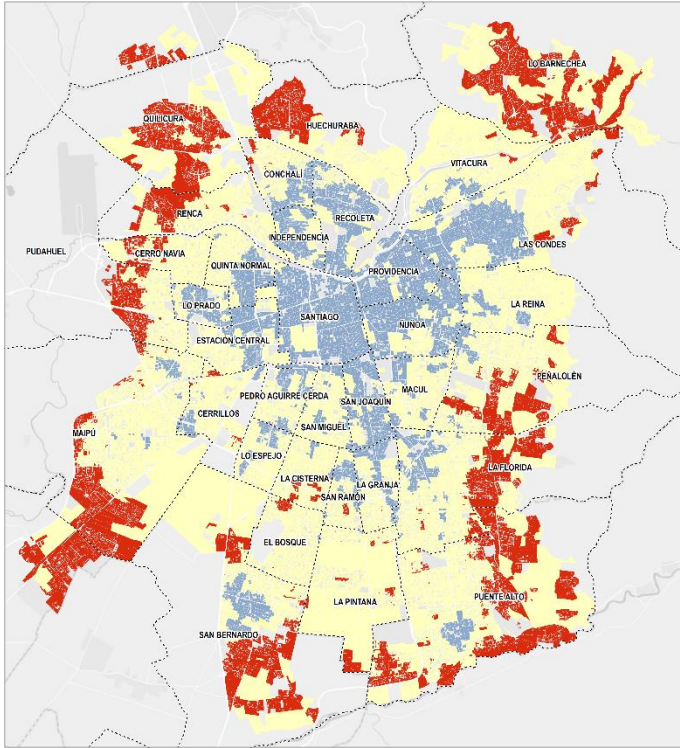 LO BARNECHEA
QUILICURA
HUECHURABA
VITACURA
CONCHALÍ
RECOLETA
RENCA
INDEPENDENCIA
LAS CONDES
PUDAHUEL
CERRO NAVIA
QUINTA NORMAL
PROVIDENCIA
LO PRADO
LA REINA
SANTIAGO
ÑUÑOA
ESTACIÓN CENTRAL
PEÑALOLÉN
MACUL
PEDRO AGUIRRE CERDA
SAN JOAQUÍN
CERRILLOS
SAN MIGUEL
MAIPÚ
LO ESPEJO
LA FLORIDA
LA CISTERNA
LA GRANJA
SAN RAMÓN
EL BOSQUE
PUENTE ALTO
LA PINTANA
SAN BERNARDO